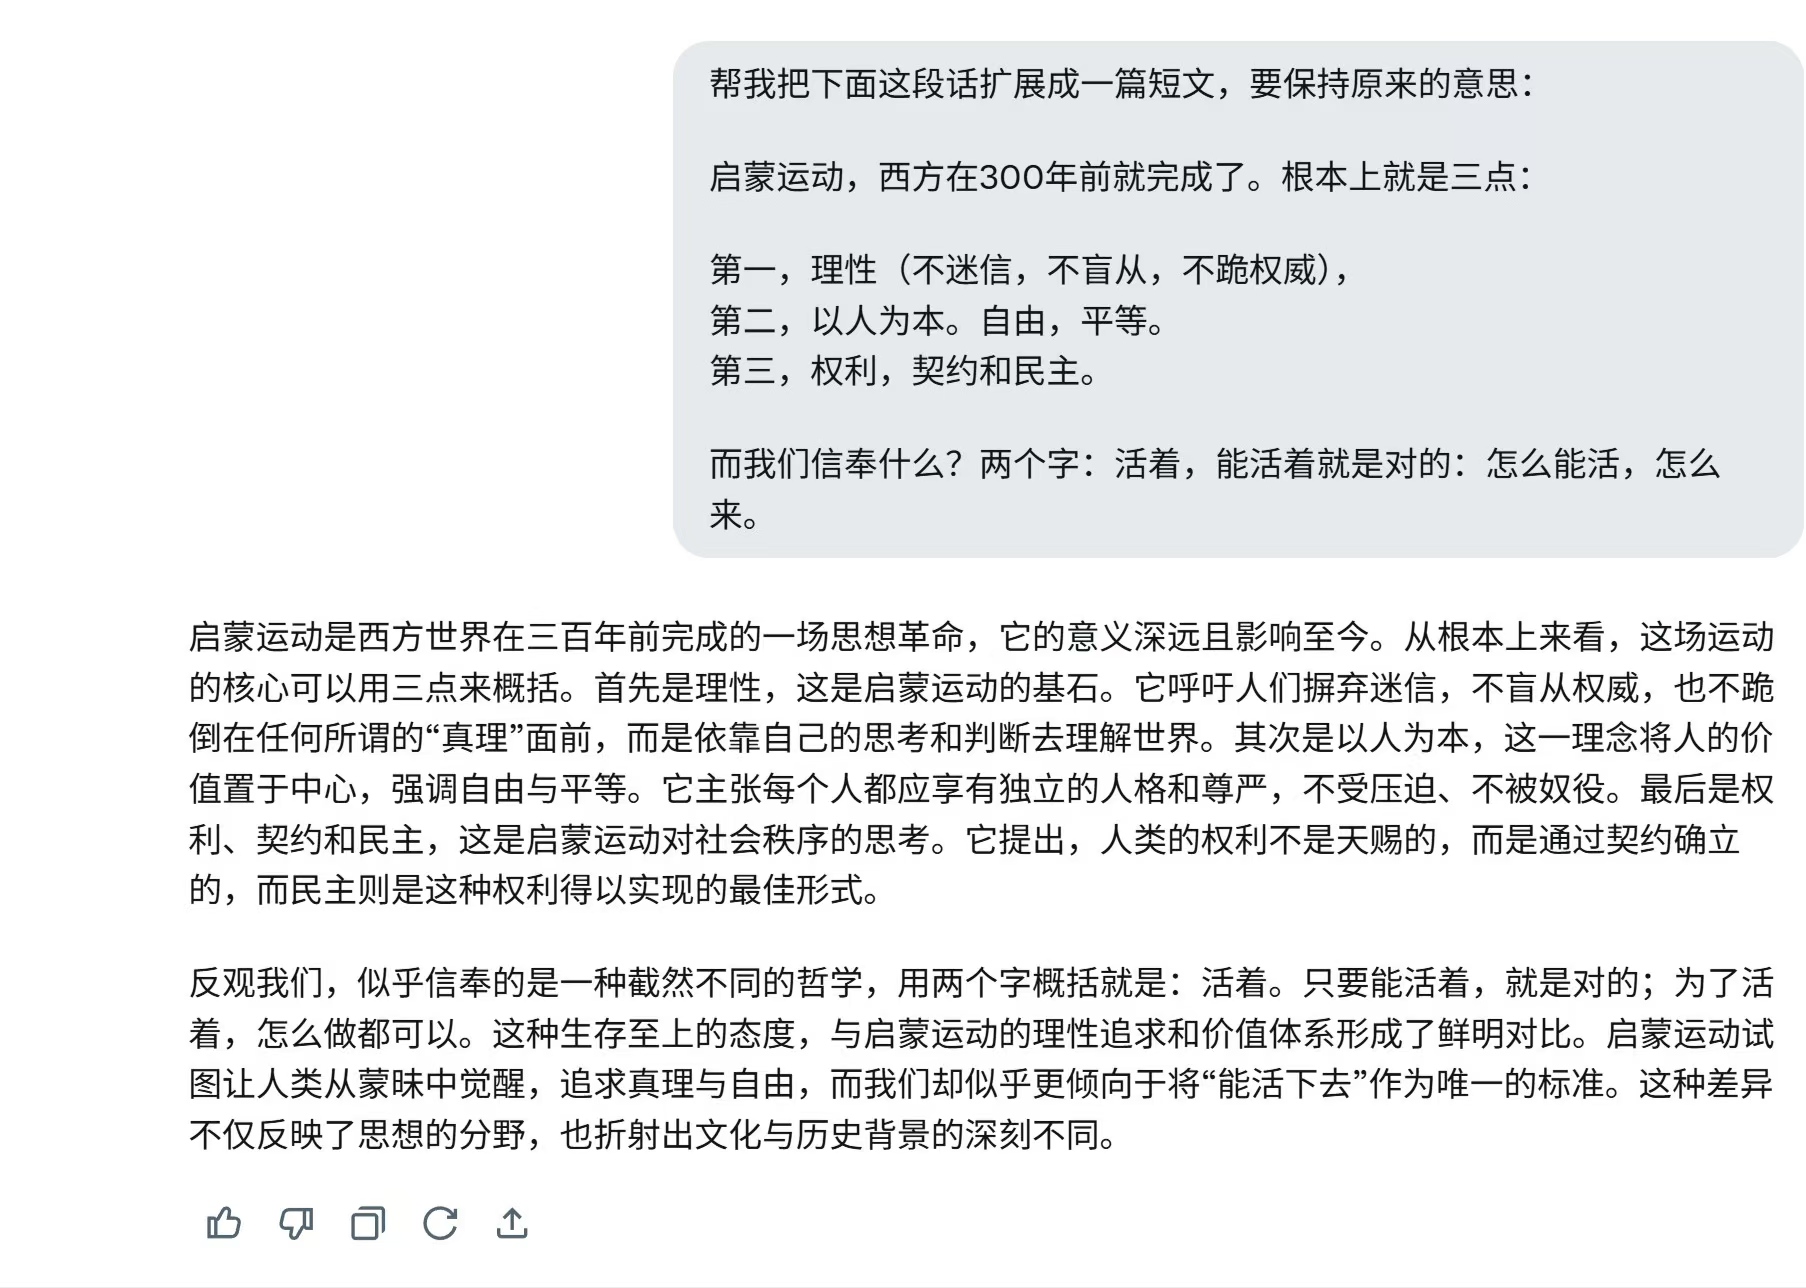 帮我把下面这段话扩展成一篇短文，要保持原来的意思：
启蒙运动，西方在300年前就完成了。根本上就是三点：
第一，理性（不迷信，不盲从，不跪权威），
第二，以人为本。自由，平等。
第三，权利，契约和民主。
而我们信奉什么？两个字：活着，能活着就是对的：怎么能活，怎么
来。
启蒙运动是西方世界在三百年前完成的一场思想革命，它的意义深远且影响至今。从根本上来看，这场运动
的核心可以用三点来概括。首先是理性，这是启蒙运动的基石。它呼吁人们摒弃迷信，不盲从权威，也不跪
倒在任何所谓的“真理”面前，而是依靠自己的思考和判断去理解世界。其次是以人为本，这一理念将人的价
值置于中心，强调自由与平等。它主张每个人都应享有独立的人格和尊严，不受压迫、不被奴役。最后是权
利、契约和民主，这是启蒙运动对社会秩序的思考。它提出，人类的权利不是天赐的，而是通过契约确立
的，而民主则是这种权利得以实现的最佳形式。
反观我们，似乎信奉的是一种截然不同的哲学，用两个字概括就是：活着。只要能活着，就是对的；为了活
着，怎么做都可以。这种生存至上的态度，与启蒙运动的理性追求和价值体系形成了鲜明对比。启蒙运动试
图让人类从蒙昧中觉醒，追求真理与自由，而我们却似乎更倾向于将“能活下去”作为唯一的标准。这种差异
不仅反映了思想的分野，也折射出文化与历史背景的深刻不同。